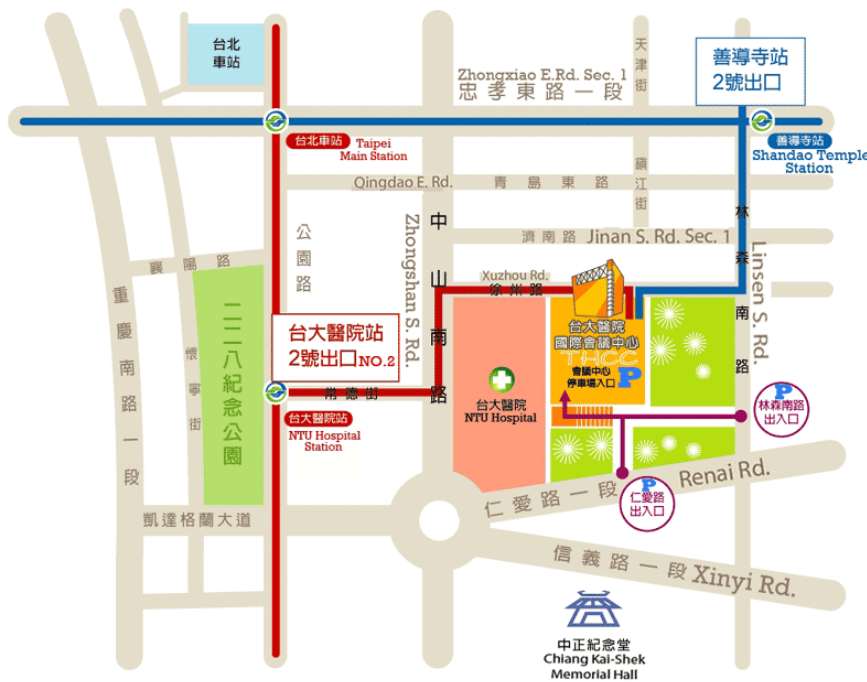 台北
車站
天津街
善導寺站
2號出口
Zhongxiao E.Rd. Sec. 1
忠孝東路一段
台北車站
Taipei
Main Station
善導寺站
Shandao Temple
Station
Qingdao E. Rd.
青島東路
鎮江街
林森南路
Linsen S. Rd.
中山南路
Zhongshan S. Rd.
公園路
濟南路 Jinan S. Rd. Sec. 1
襄陽路
Xuzhou Rd.
徐州路
重慶南路一段
懷寧街
二二八紀念公園
台大醫院站
2號出口NO.2
常德街
台大醫院站
NTU Hospital
Station
台大醫院
國際會議中心
THCC
會議中心
停車場入口
P
台大醫院
NTU Hospital
P
林森南路
出入口
P
仁愛路
出入口
仁愛路一段 Renai Rd.
凱達格蘭大道
信義路一段 Xinyi Rd.
中正紀念堂
Chiang Kai-Shek
Memorial Hall